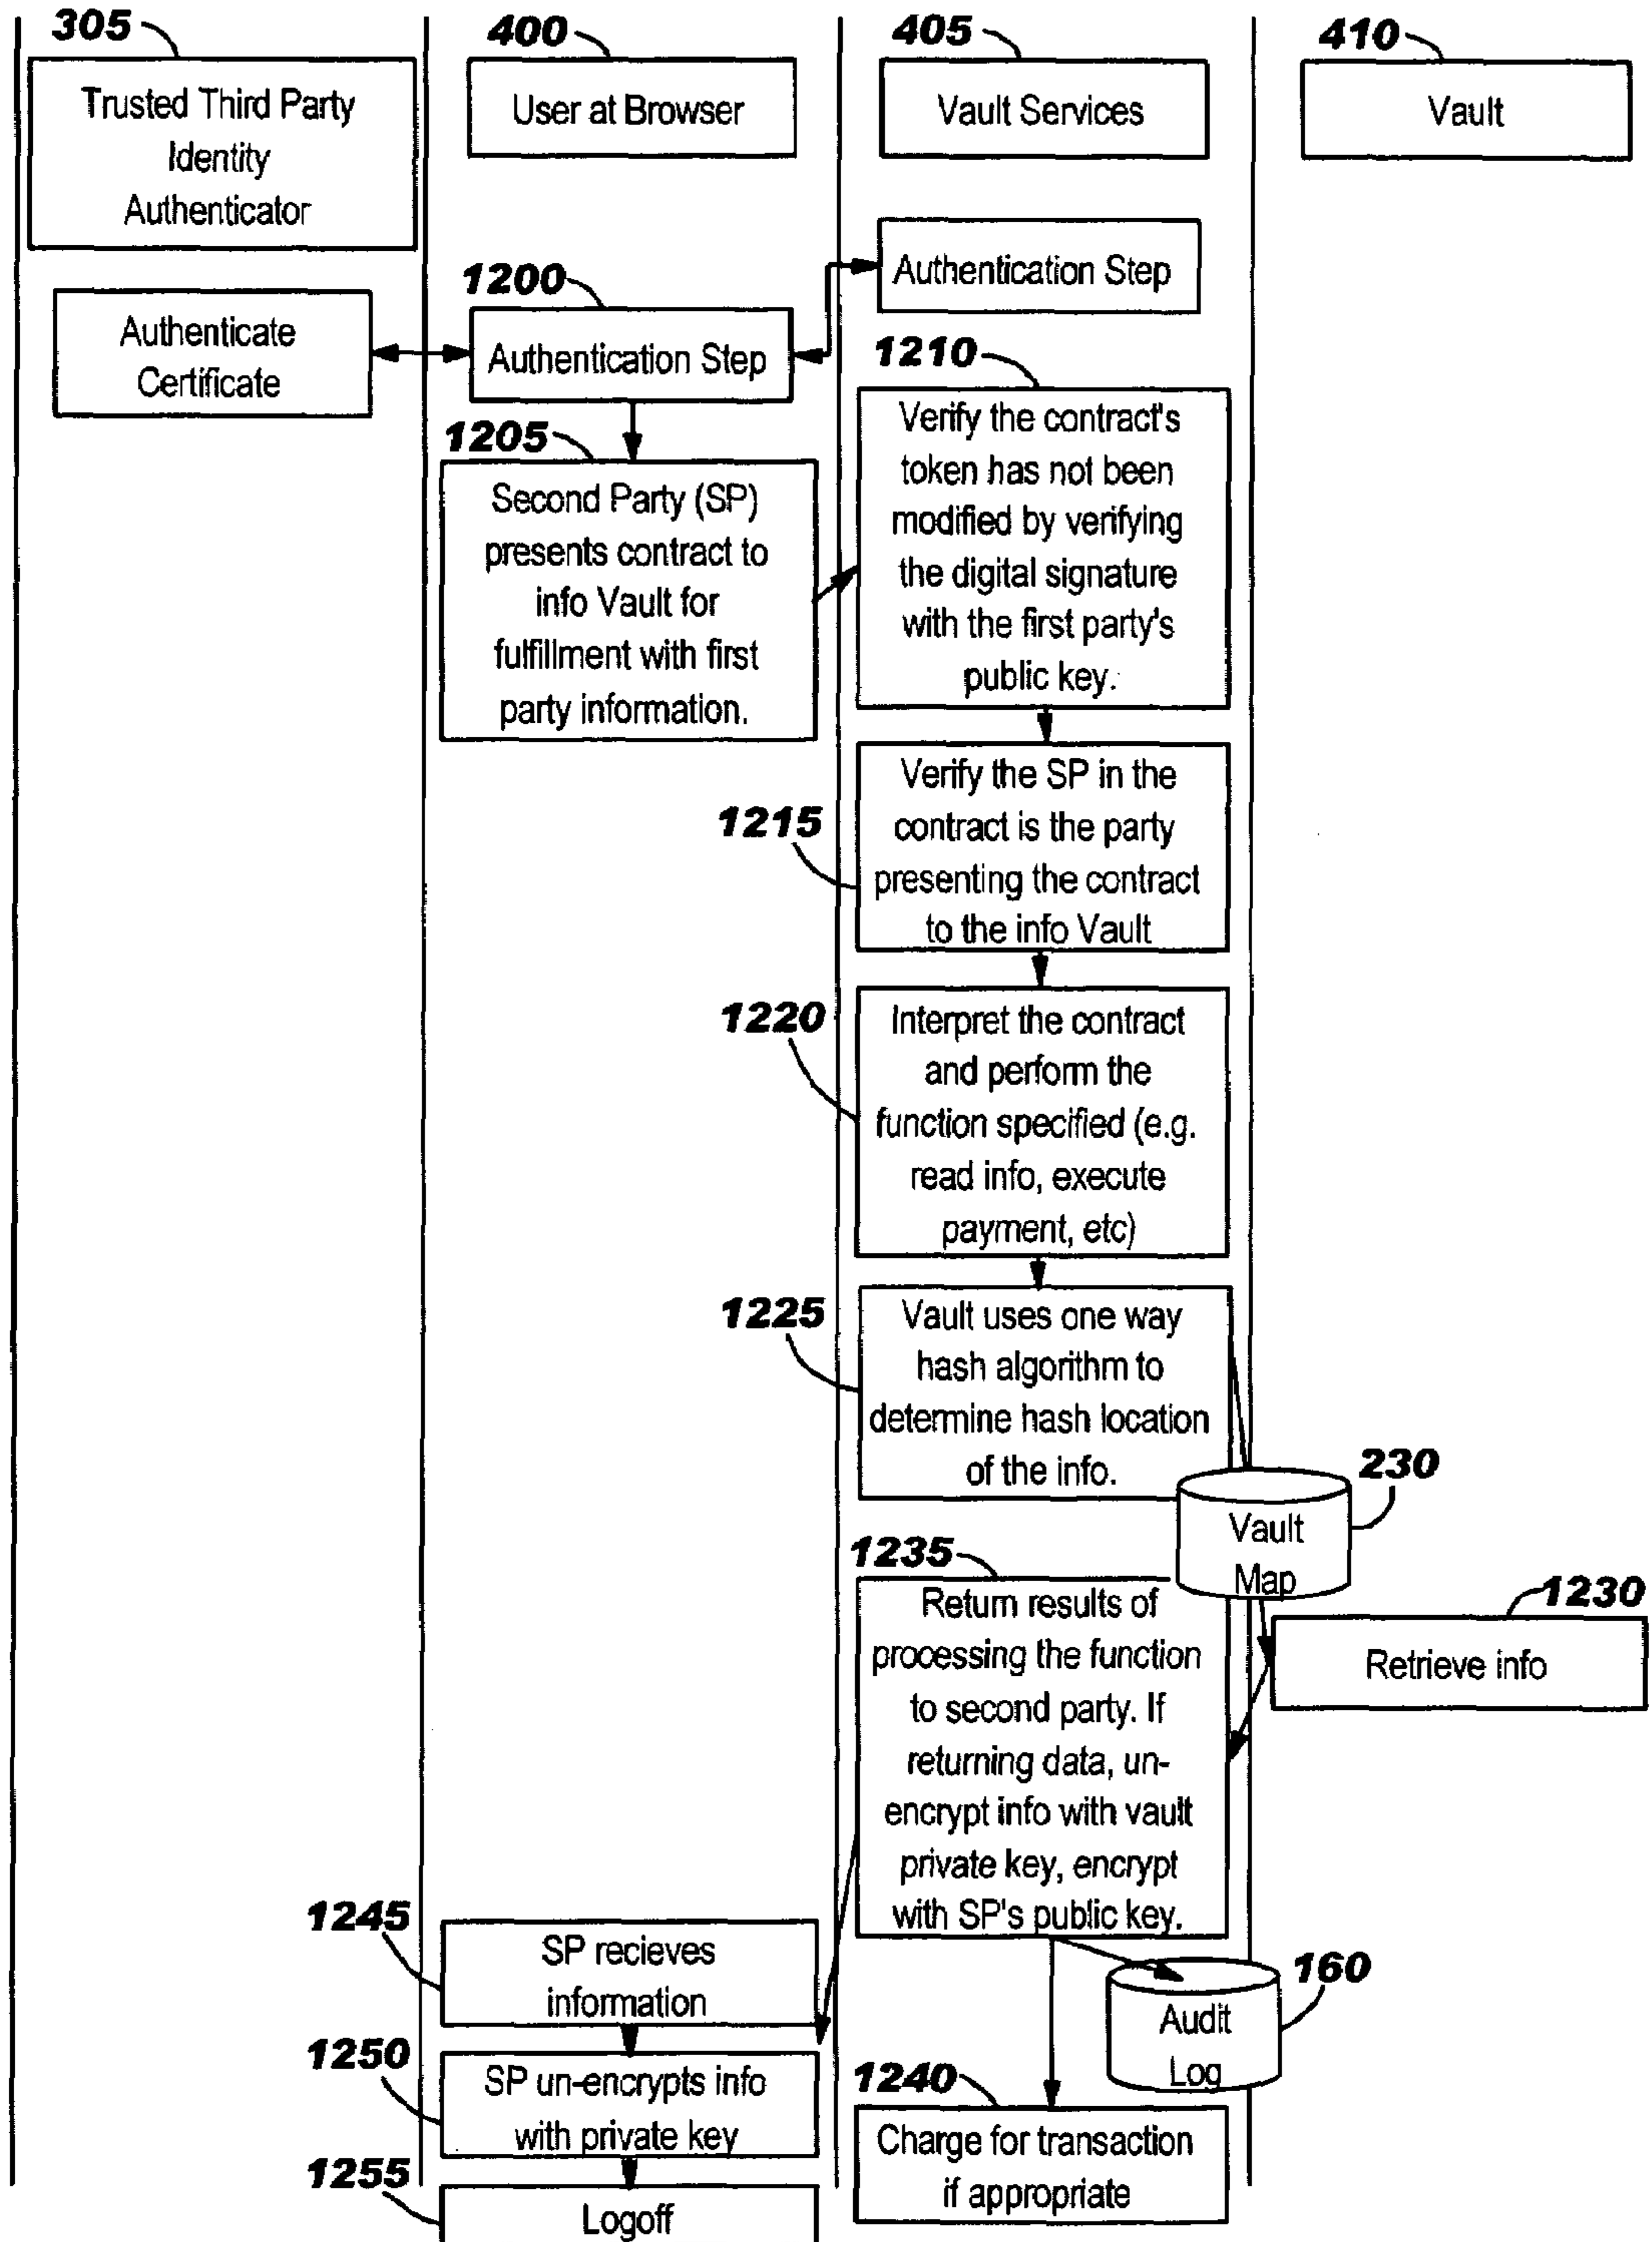 305
400
405
410
Trusted Third Party
Identity
Authenticator
User at Browser
Vault Services
Vault
Authentication Step
1200
Authenticate
Certificate
Authentication Step
1205
Second Party (SP)
presents contract to
info Vault for
fulfillment with first
party information.
1210
Verify the contract's
token has not been
modified by verifying
the digital signature
with the first party's
public key.
1215
Verify the SP in the
contract is the party
presenting the contract
to the info Vault
1220
Interpret the contract
and perform the
function specified (e.g.
read info, execute
payment, etc)
1225
Vault uses one way
hash algorithm to
determine hash location
of the info.
230
Vault
Map
1230
Retrieve info
1235
Return results of
processing the function
to second party. If
returning data, un-
encrypt info with vault
private key, encrypt
with SP's public key.
160
Audit
Log
1240
Charge for transaction
if appropriate
1245
SP recieves
information
1250
SP un-encrypts info
with private key
1255
Logoff